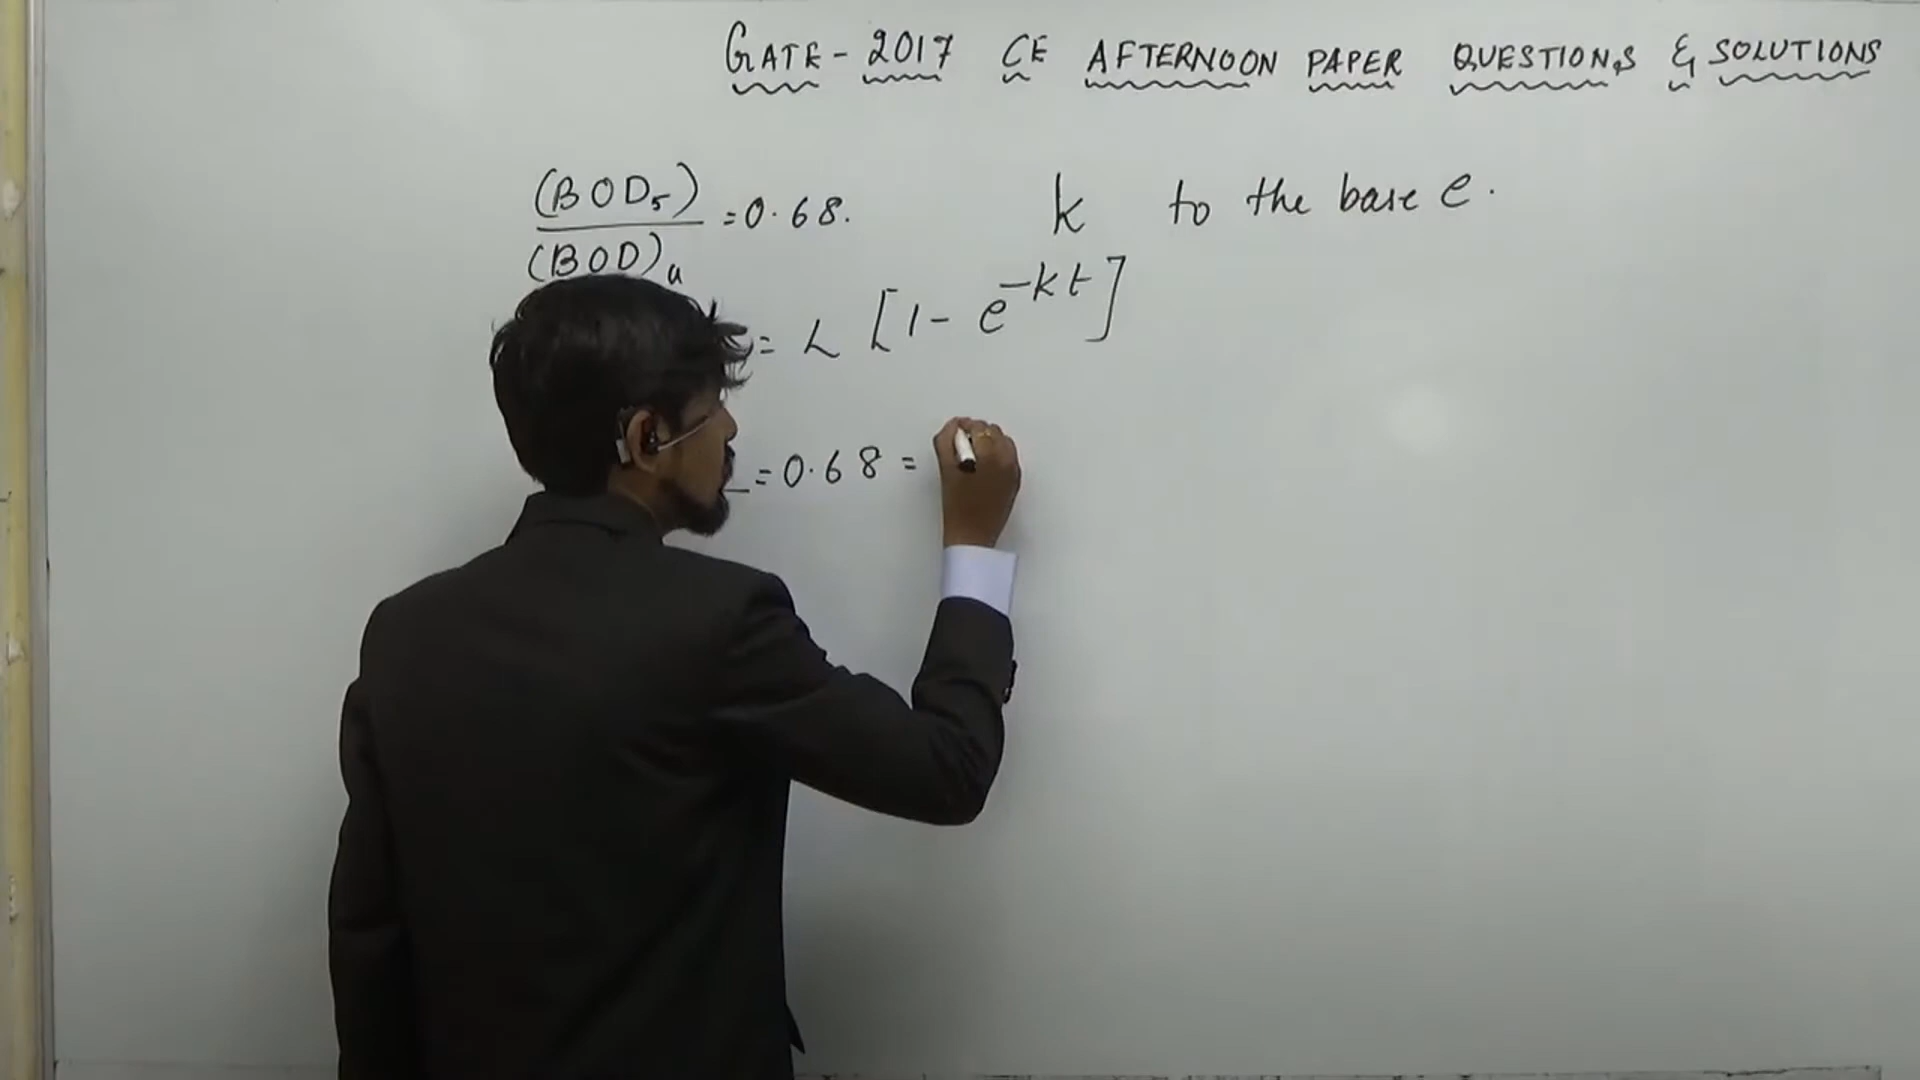 GATE - 2017 CE AFTERNOON PAPER QUESTIONS & SOLUTIONS
(BOD₅) / (BOD)ᵤ = 0.68.
k to the base e.
= L [1 - e^{-kt}]
= 0.68 =